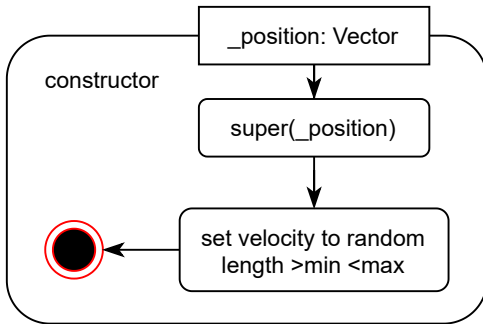 _position: Vector
constructor
super(_position)
set velocity to random
length >min <max